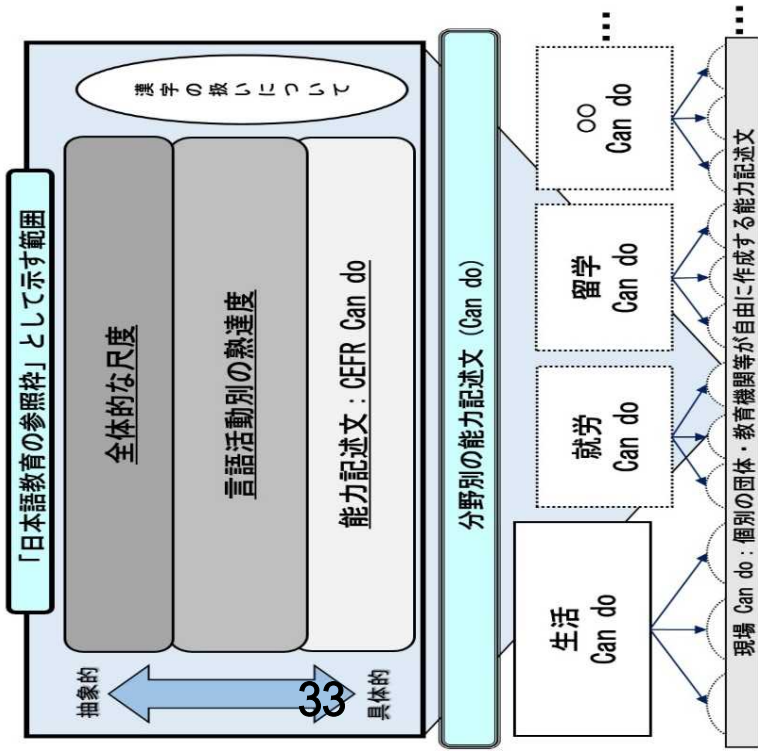 「日本語教育の参照枠」として示す範囲
抽象的
具体的
全体的な尺度
言語活動別の熟達度
能力記述文：CEFR Can do
漢字の扱いについて
分野別の能力記述文 (Can do)
生活
Can do
就労
Can do
留学
Can do
○○
Can do
…
現場 Can do：個別の団体・教育機関等が自由に作成する能力記述文
…
33